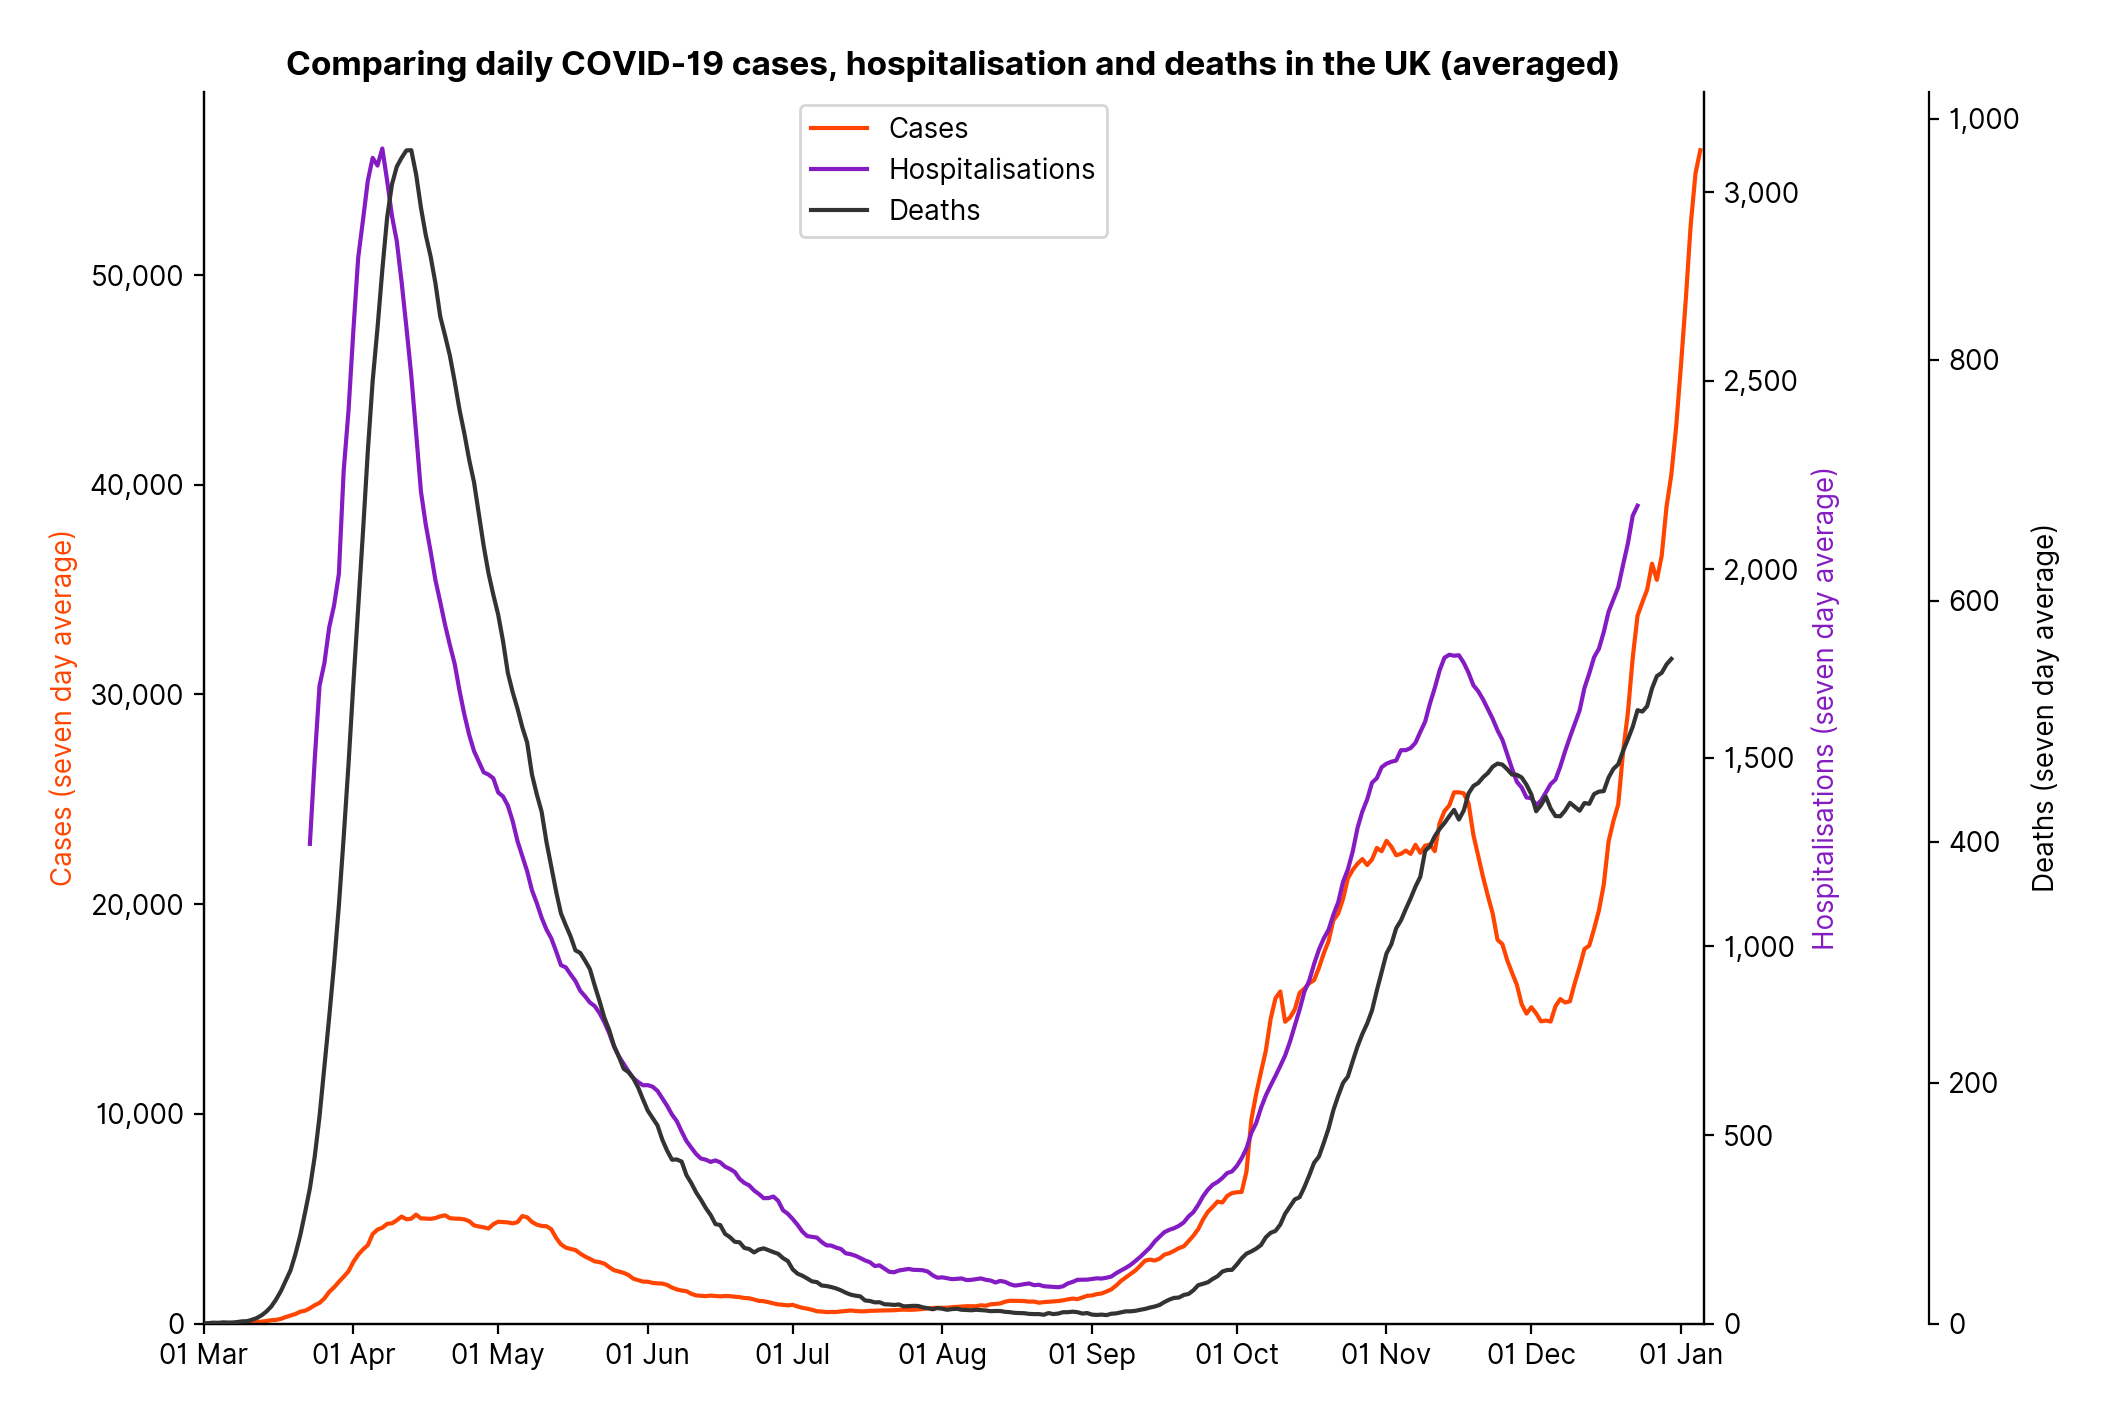 Comparing daily COVID-19 cases, hospitalisation and deaths in the UK (averaged)
Cases
Hospitalisations
Deaths
Cases (seven day average)
50,000
40,000
30,000
20,000
10,000
0
01 Mar
01 Apr
01 May
01 Jun
01 Jul
01 Aug
01 Sep
01 Oct
01 Nov
01 Dec
01 Jan
3,000
2,500
2,000
1,500
1,000
500
0
Hospitalisations (seven day average)
1,000
800
600
400
200
0
Deaths (seven day average)